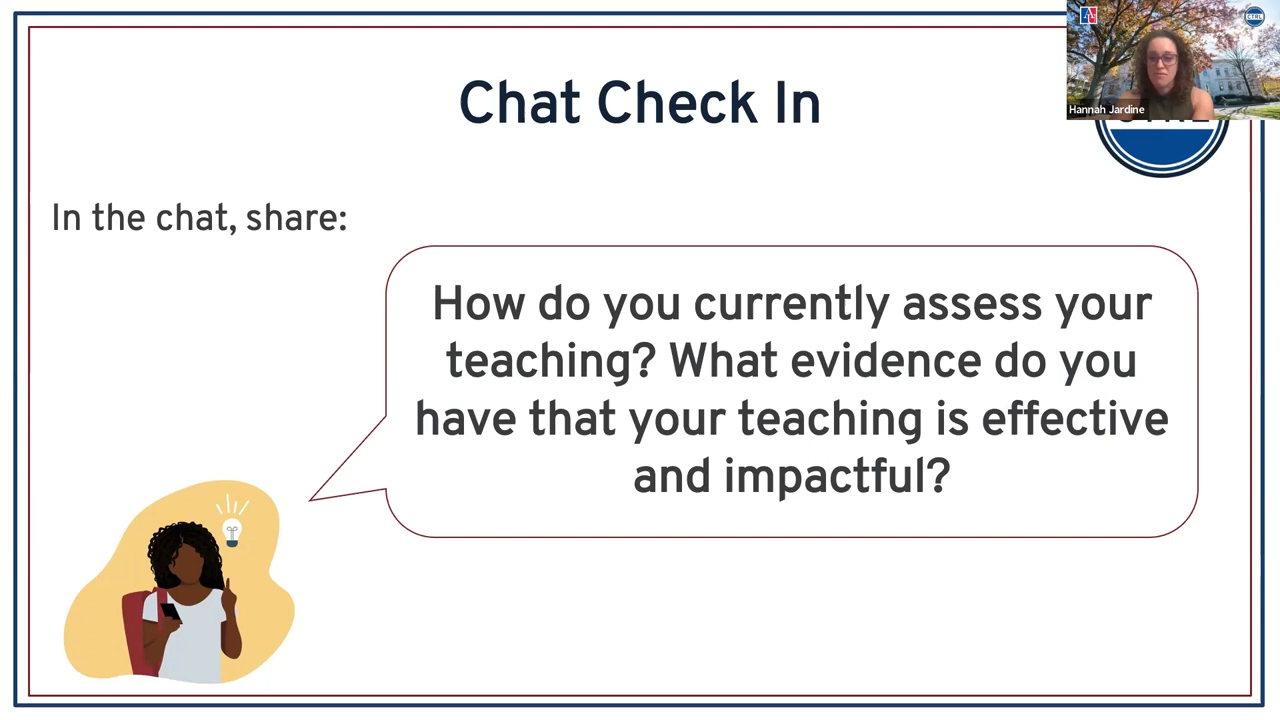 Chat Check In
Hannah Jardine
In the chat, share:
How do you currently assess your
teaching? What evidence do you
have that your teaching is effective
and impactful?